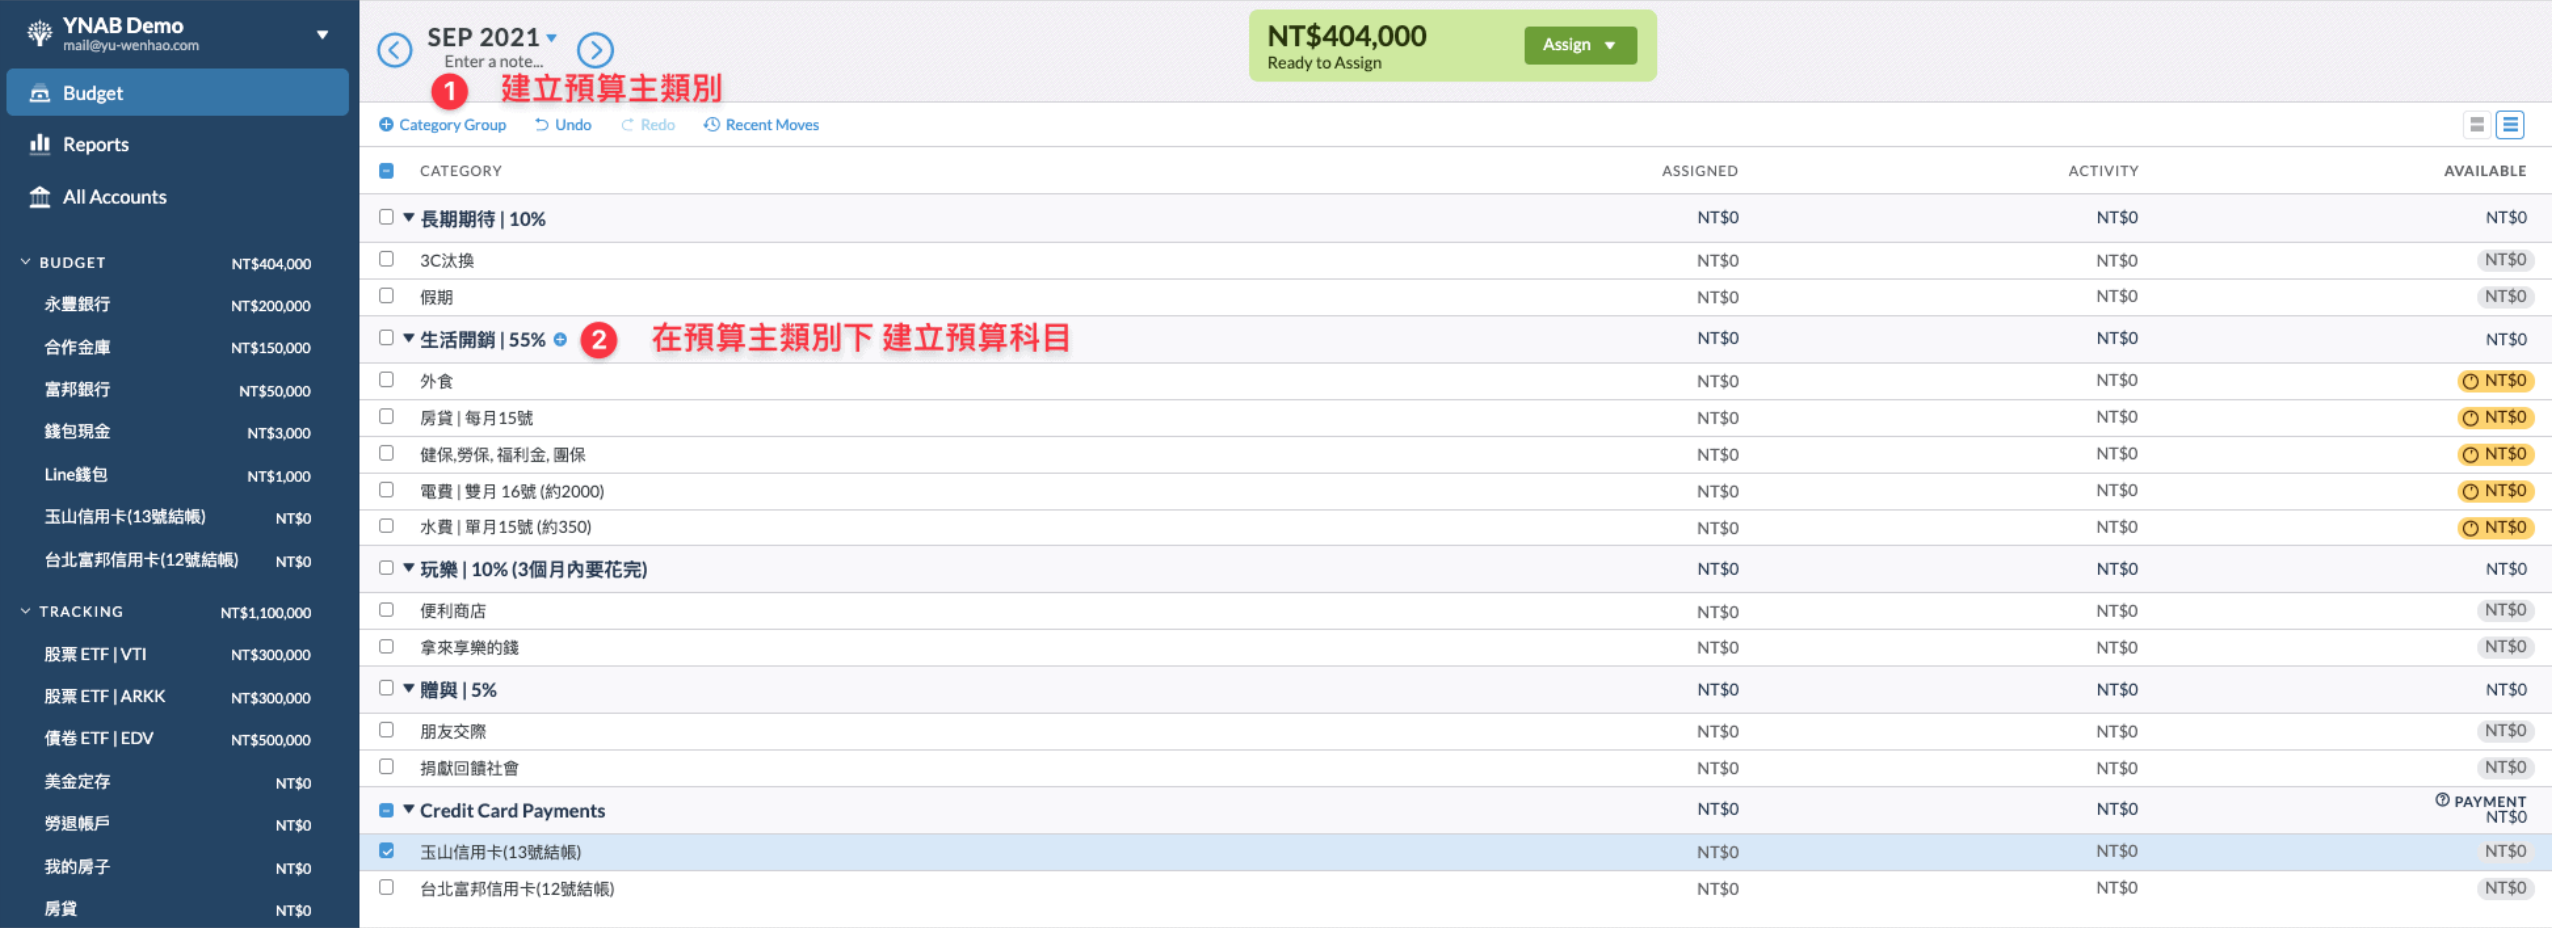 YNAB Demo
mail@yu-wenhao.com
Budget
Reports
All Accounts
BUDGET NT$404,000
永豐銀行 NT$200,000
合作金庫 NT$150,000
富邦銀行 NT$50,000
錢包現金 NT$3,000
Line錢包 NT$1,000
玉山信用卡(13號結帳) NT$0
台北富邦信用卡(12號結帳) NT$0
TRACKING NT$1,100,000
股票 ETF | VTI NT$300,000
股票 ETF | ARKK NT$300,000
債卷 ETF | EDV NT$500,000
美金定存 NT$0
勞退帳戶 NT$0
我的房子 NT$0
房貸 NT$0
SEP 2021
Enter a note...
NT$404,000
Ready to Assign
Assign
1 建立預算主類別
Category Group Undo Redo Recent Moves
CATEGORY ASSIGNED ACTIVITY AVAILABLE
長期期待 | 10% NT$0 NT$0 NT$0
3C汰換 NT$0 NT$0 NT$0
假期 NT$0 NT$0 NT$0
生活開銷 | 55% 2 在預算主類別下 建立預算科目 NT$0 NT$0 NT$0
外食 NT$0 NT$0 NT$0
房貸 | 每月15號 NT$0 NT$0 NT$0
健保,勞保, 福利金, 團保 NT$0 NT$0 NT$0
電費 | 雙月 16號 (約2000) NT$0 NT$0 NT$0
水費 | 單月15號 (約350) NT$0 NT$0 NT$0
玩樂 | 10% (3個月內要花完) NT$0 NT$0 NT$0
便利商店 NT$0 NT$0 NT$0
拿來享樂的錢 NT$0 NT$0 NT$0
贈與 | 5% NT$0 NT$0 NT$0
朋友交際 NT$0 NT$0 NT$0
捐獻回饋社會 NT$0 NT$0 NT$0
Credit Card Payments NT$0 NT$0 PAYMENT NT$0
玉山信用卡(13號結帳) NT$0 NT$0 NT$0
台北富邦信用卡(12號結帳) NT$0 NT$0 NT$0